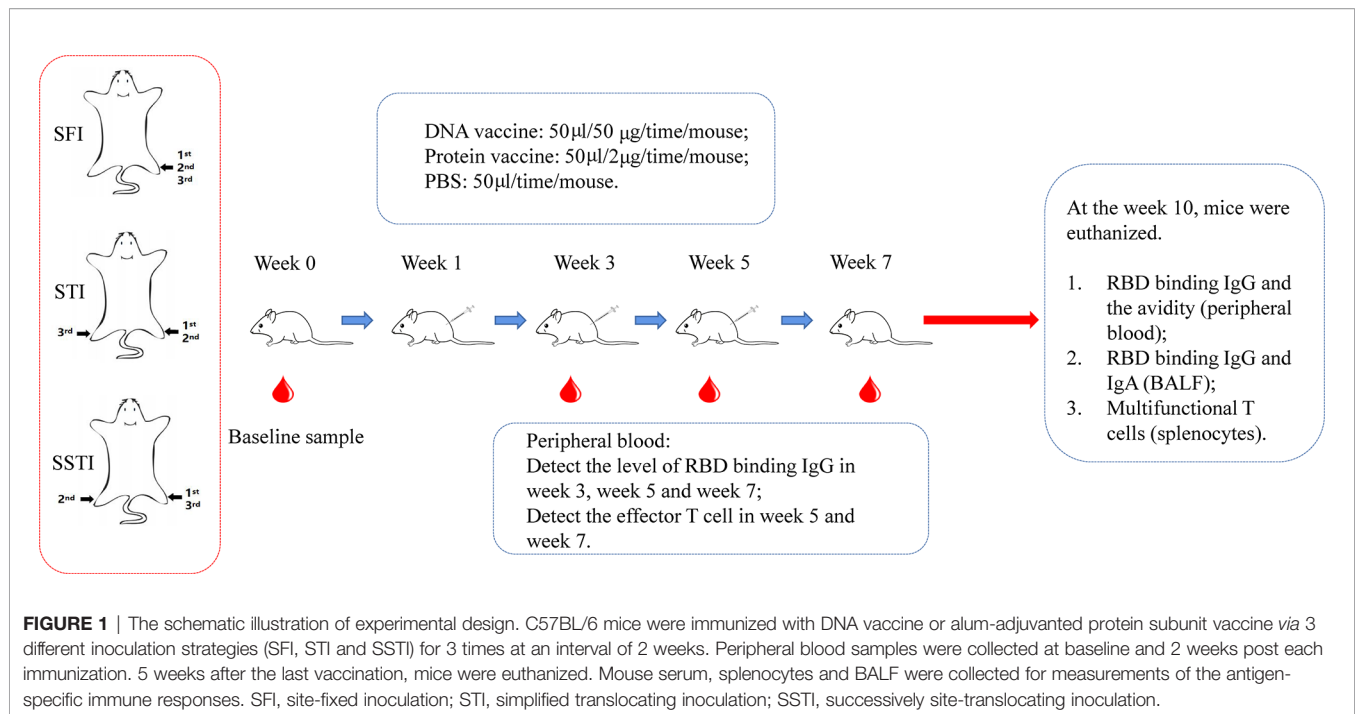 SFI
1st
2nd
3rd
STI
3rd
1st
2nd
SSTI
2nd
1st
3rd
DNA vaccine: 50μl/50 μg/time/mouse;
Protein vaccine: 50μl/2μg/time/mouse;
PBS: 50μl/time/mouse.
Week 0
Week 1
Week 3
Week 5
Week 7
Baseline sample
Peripheral blood:
Detect the level of RBD binding IgG in
week 3, week 5 and week 7;
Detect the effector T cell in week 5 and
week 7.
At the week 10, mice were
euthanized.
1. RBD binding IgG and
the avidity (peripheral
blood);
2. RBD binding IgG and
IgA (BALF);
3. Multifunctional T
cells (splenocytes).
FIGURE 1 | The schematic illustration of experimental design. C57BL/6 mice were immunized with DNA vaccine or alum-adjuvanted protein subunit vaccine via 3
different inoculation strategies (SFI, STI and SSTI) for 3 times at an interval of 2 weeks. Peripheral blood samples were collected at baseline and 2 weeks post each
immunization. 5 weeks after the last vaccination, mice were euthanized. Mouse serum, splenocytes and BALF were collected for measurements of the antigen-
specific immune responses. SFI, site-fixed inoculation; STI, simplified translocating inoculation; SSTI, successively site-translocating inoculation.